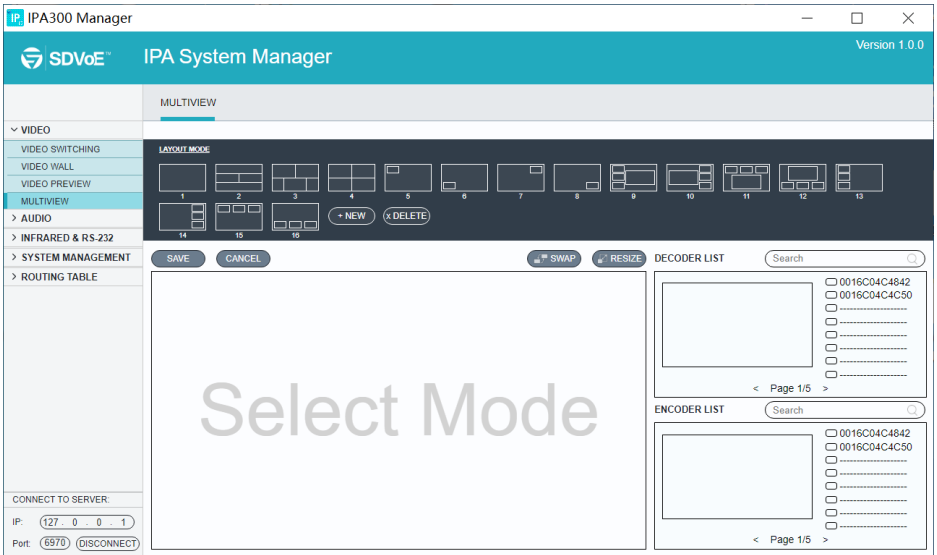 IPA300 Manager
SDVoE™
IPA System Manager
Version 1.0.0
MULTIVIEW
VIDEO
VIDEO SWITCHING
VIDEO WALL
VIDEO PREVIEW
MULTIVIEW
> AUDIO
> INFRARED & RS-232
> SYSTEM MANAGEMENT
> ROUTING TABLE
LAYOUT MODE
1 2 3 4 5 6 7 8 9 10 11 12 13
14 15 16 + NEW (x DELETE)
SAVE CANCEL SWAP RESIZE
Select Mode
DECODER LIST Search
0016C04C4842
0016C04C4C50
--------------------
--------------------
--------------------
--------------------
--------------------
--------------------
< Page 1/5 >
ENCODER LIST Search
0016C04C4842
0016C04C4C50
--------------------
--------------------
--------------------
--------------------
--------------------
--------------------
< Page 1/5 >
CONNECT TO SERVER:
IP: 127 . 0 . 0 . 1
Port: 6970 DISCONNECT